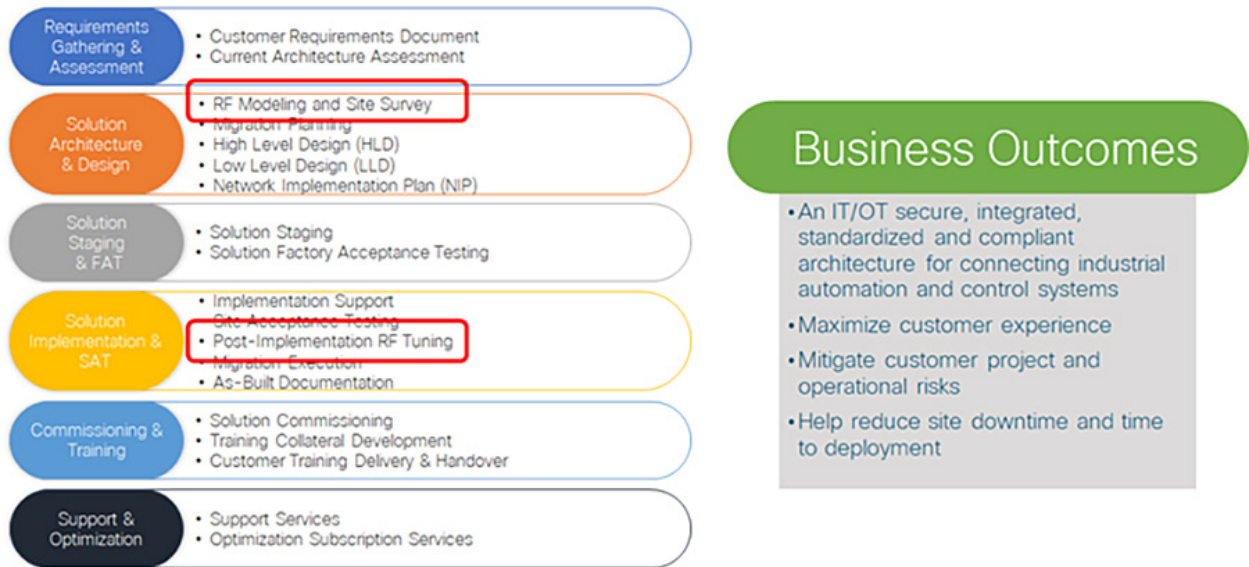 Requirements
Gathering &
Assessment
• Customer Requirements Document
• Current Architecture Assessment
Solution
Architecture
& Design
• RF Modeling and Site Survey
• Migration Planning
• High Level Design (HLD)
• Low Level Design (LLD)
• Network Implementation Plan (NIP)
Solution
Staging
& FAT
• Solution Staging
• Solution Factory Acceptance Testing
Solution
Implementation &
SAT
• Implementation Support
• Site Acceptance Testing
• Post-Implementation RF Tuning
• Migration Execution
• As-Built Documentation
Commissioning &
Training
• Solution Commissioning
• Training Collateral Development
• Customer Training Delivery & Handover
Support &
Optimization
• Support Services
• Optimization Subscription Services
Business Outcomes
• An IT/OT secure, integrated,
standardized and compliant
architecture for connecting industrial
automation and control systems
• Maximize customer experience
• Mitigate customer project and
operational risks
• Help reduce site downtime and time
to deployment